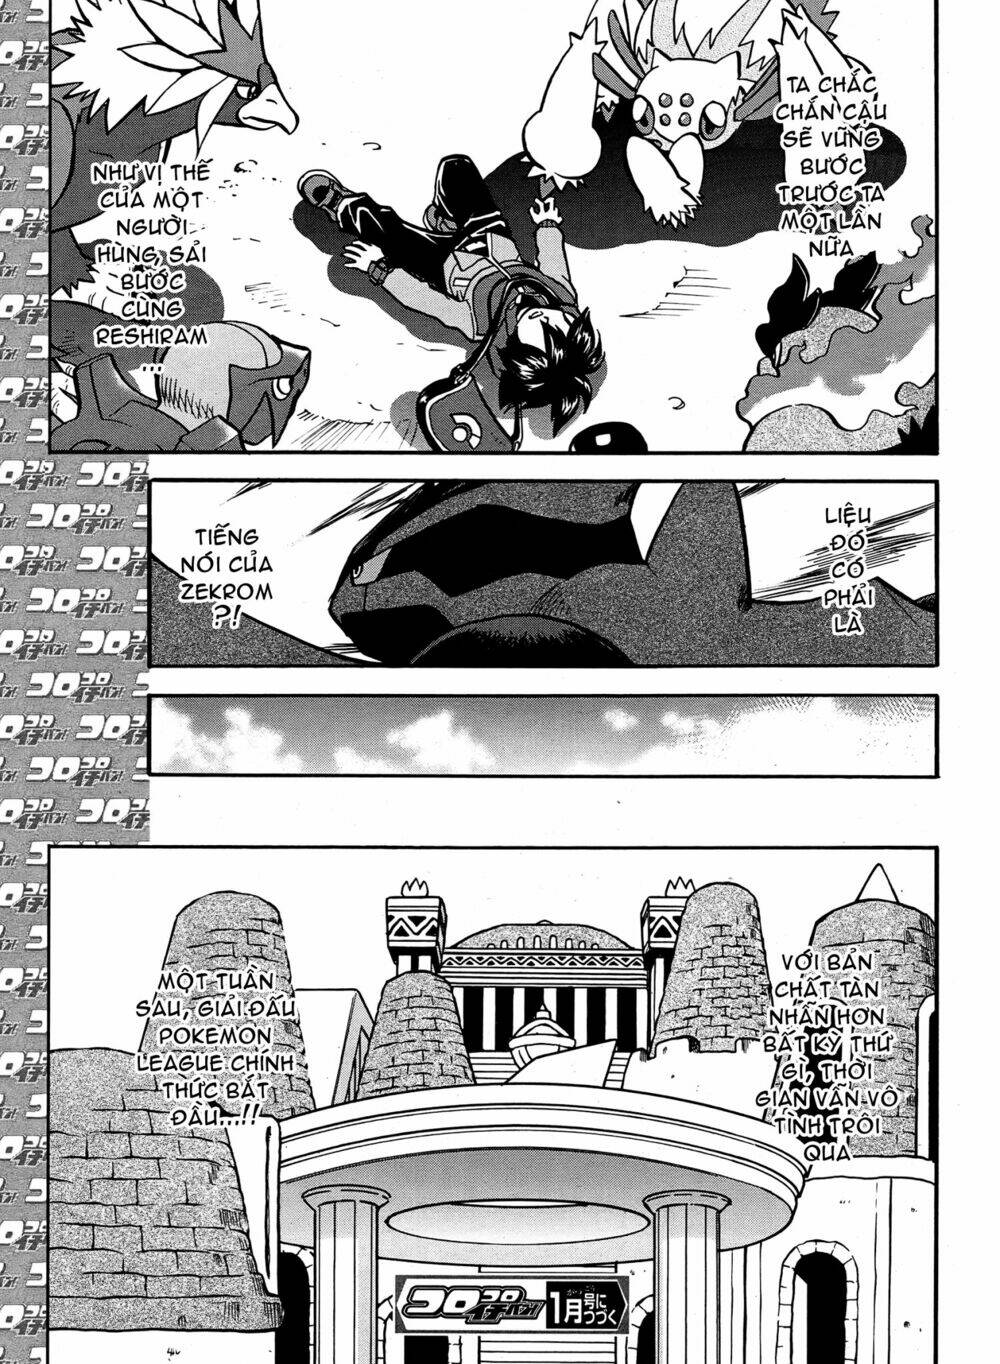 TA CHẮC
CHẮN CẬU
SẼ VỮNG
BƯỚC
TRƯỚC TA
MỘT LẦN
NỮA
NHƯ VỊ THẾ
CỦA MỘT
NGƯỜI
HÙNG, SẢI
BƯỚC
CÙNG
RESHIRAM
...
LIỆU
ĐÓ
CÓ
PHẢI
LÀ
TIẾNG
NÓI CỦA
ZEKROM
?!
VỚI BẢN
CHẤT TÀN
NHẪN HƠN
BẤT KỲ THỨ
GÌ, THỜI
GIAN VẪN VÔ
TÌNH TRÔI
QUA
MỘT TUẦN
SAU, GIẢI ĐẤU
POKEMON
LEAGUE CHÍNH
THỨC BẮT
ĐẦU...!!
コロコロイチバン! 1月号につづく